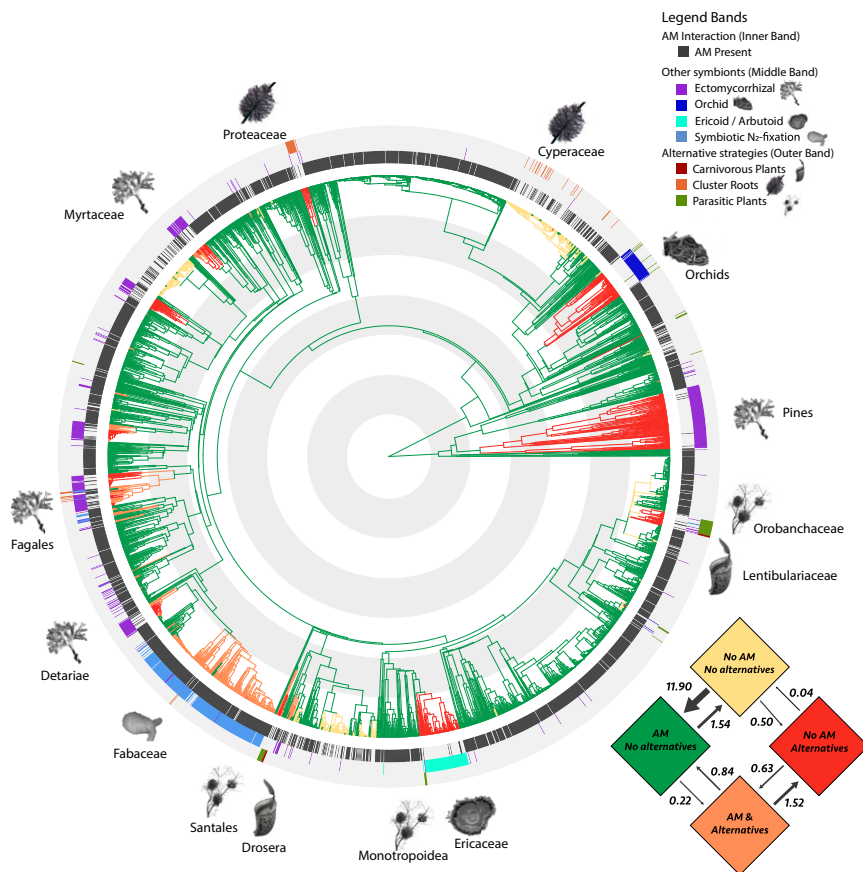 Legend Bands
AM Interaction (Inner Band)
AM Present
Other symbionts (Middle Band)
Ectomycorrhizal
Orchid
Ericoid / Arbutoid
Symbiotic N₂-fixation
Alternative strategies (Outer Band)
Carnivorous Plants
Cluster Roots
Parasitic Plants
Proteaceae
Cyperaceae
Myrtaceae
Orchids
Pines
Orobanchaceae
Fagales
Lentibulariaceae
Detariae
Fabaceae
Santales
Drosera
Monotropoidea
Ericaceae
No AM
No alternatives
11.90
1.54
0.04
0.50
AM
No alternatives
No AM
Alternatives
0.84
0.63
0.22
1.52
AM &
Alternatives